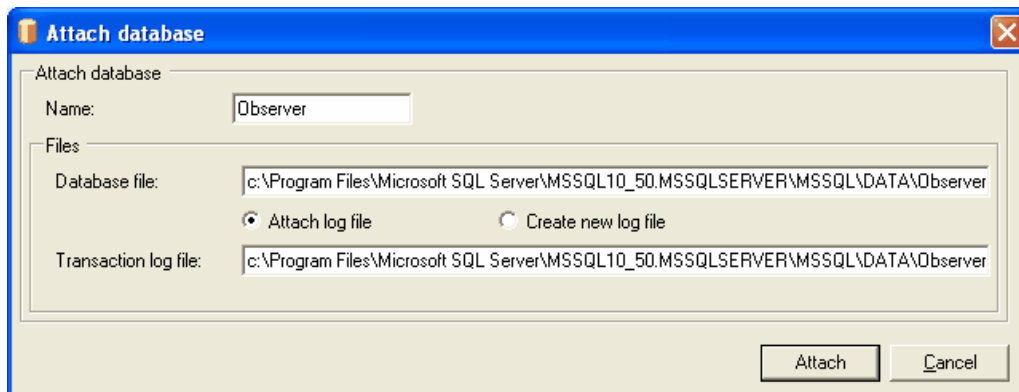 Attach database
Attach database
Name: Observer
Files
Database file: c:\Program Files\Microsoft SQL Server\MSSQL10_50.MSSQLSERVER\MSSQL\DATA\Observer
Attach log file Create new log file
Transaction log file: c:\Program Files\Microsoft SQL Server\MSSQL10_50.MSSQLSERVER\MSSQL\DATA\Observer
Attach Cancel